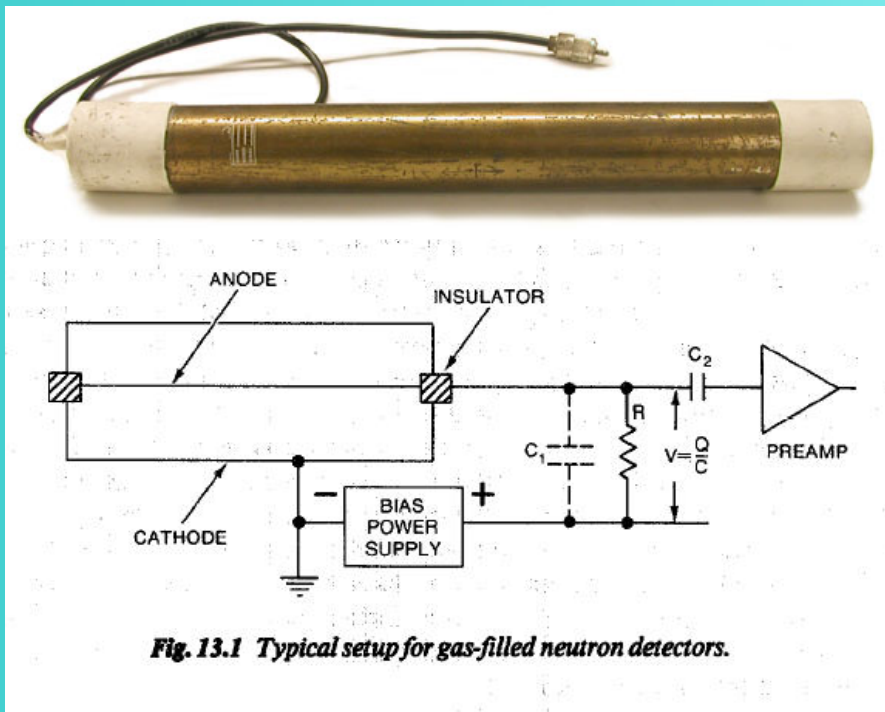 ANODE
INSULATOR
C2
R
C1
V=Q/C
PREAMP
− BIAS +
POWER
SUPPLY
CATHODE
Fig. 13.1 Typical setup for gas-filled neutron detectors.